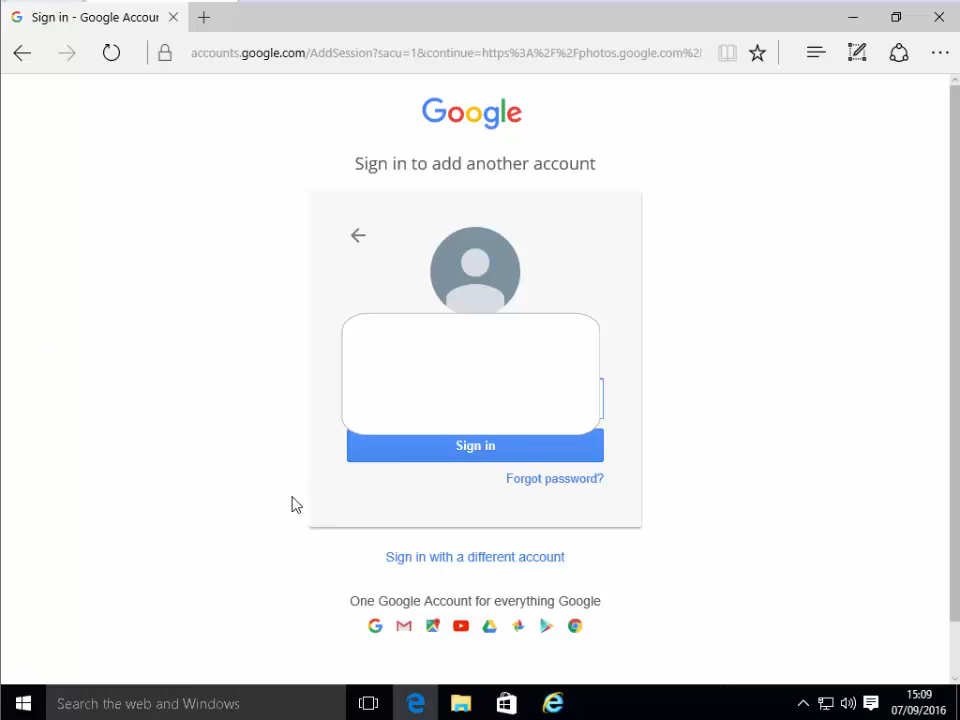 Sign in - Google Accour
accounts.google.com/AddSession?sacu=1&continue=https%3A%2F%2Fphotos.google.com%2
Google
Sign in to add another account
Sign in
Forgot password?
Sign in with a different account
One Google Account for everything Google
Search the web and Windows
15:09
07/09/2016